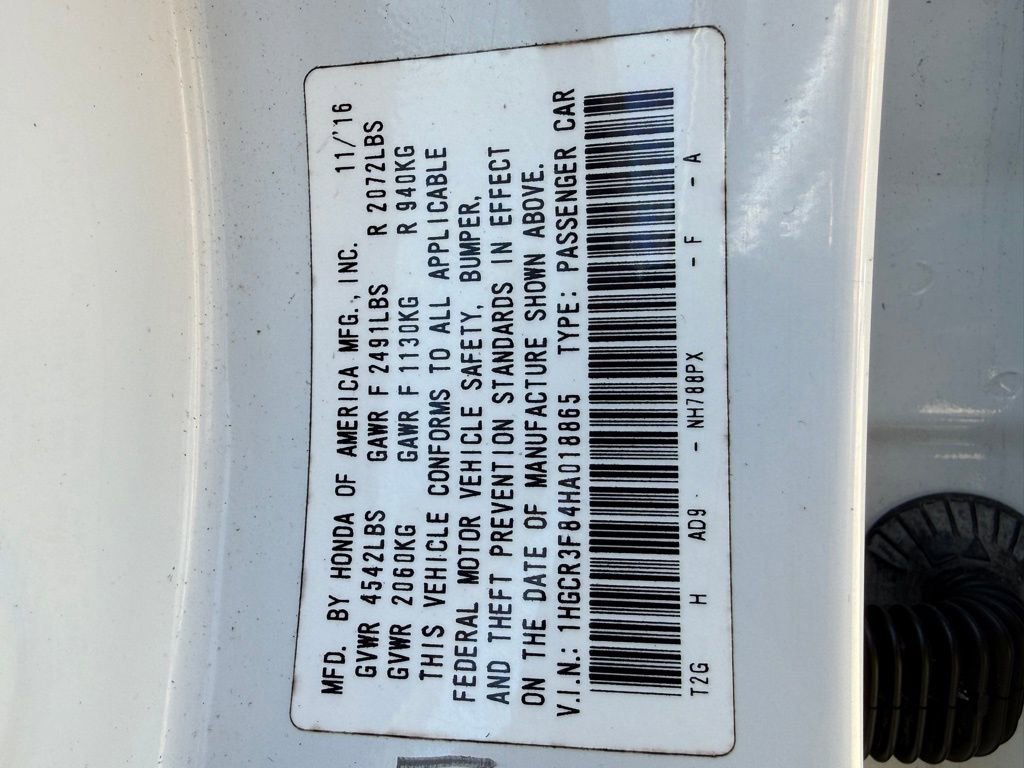 MFD. BY HONDA OF AMERICA MFG., INC. 11/'16
GVWR 4542LBS GAWR F 2491LBS R 2072LBS
GVWR 2060KG GAWR F 1130KG R 940KG
THIS VEHICLE CONFORMS TO ALL APPLICABLE
FEDERAL MOTOR VEHICLE SAFETY, BUMPER,
AND THEFT PREVENTION STANDARDS IN EFFECT
ON THE DATE OF MANUFACTURE SHOWN ABOVE.
V.I.N.: 1HGCR3F84HA018865 TYPE: PASSENGER CAR
T2G H AD9 - NH788PX - F - A